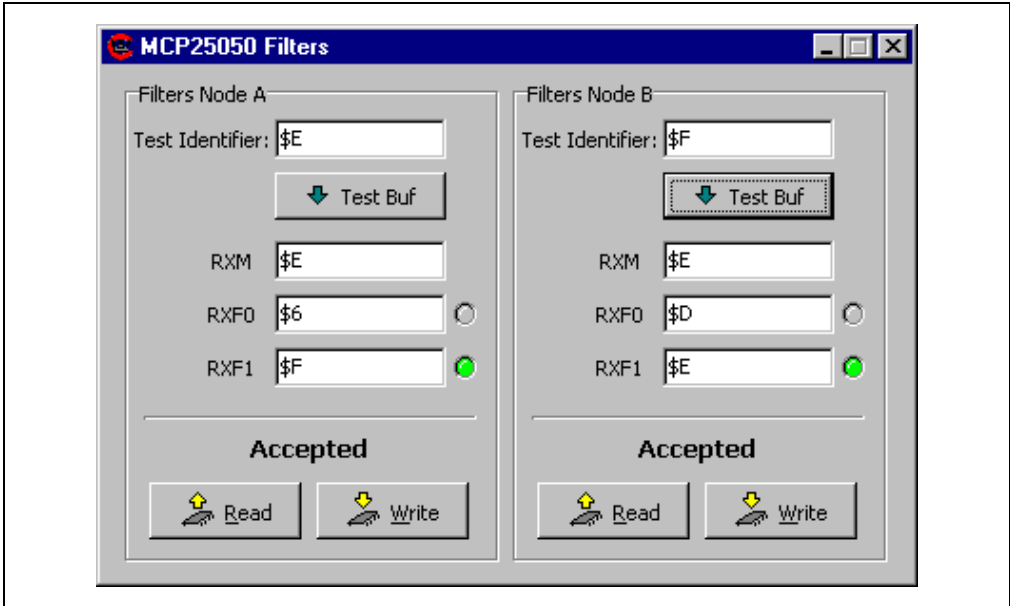 MCP25050 Filters
Filters Node A
Test Identifier: $E
Test Buf
RXM $E
RXF0 $6
RXF1 $F
Accepted
Read Write
Filters Node B
Test Identifier: $F
Test Buf
RXM $E
RXF0 $D
RXF1 $E
Accepted
Read Write